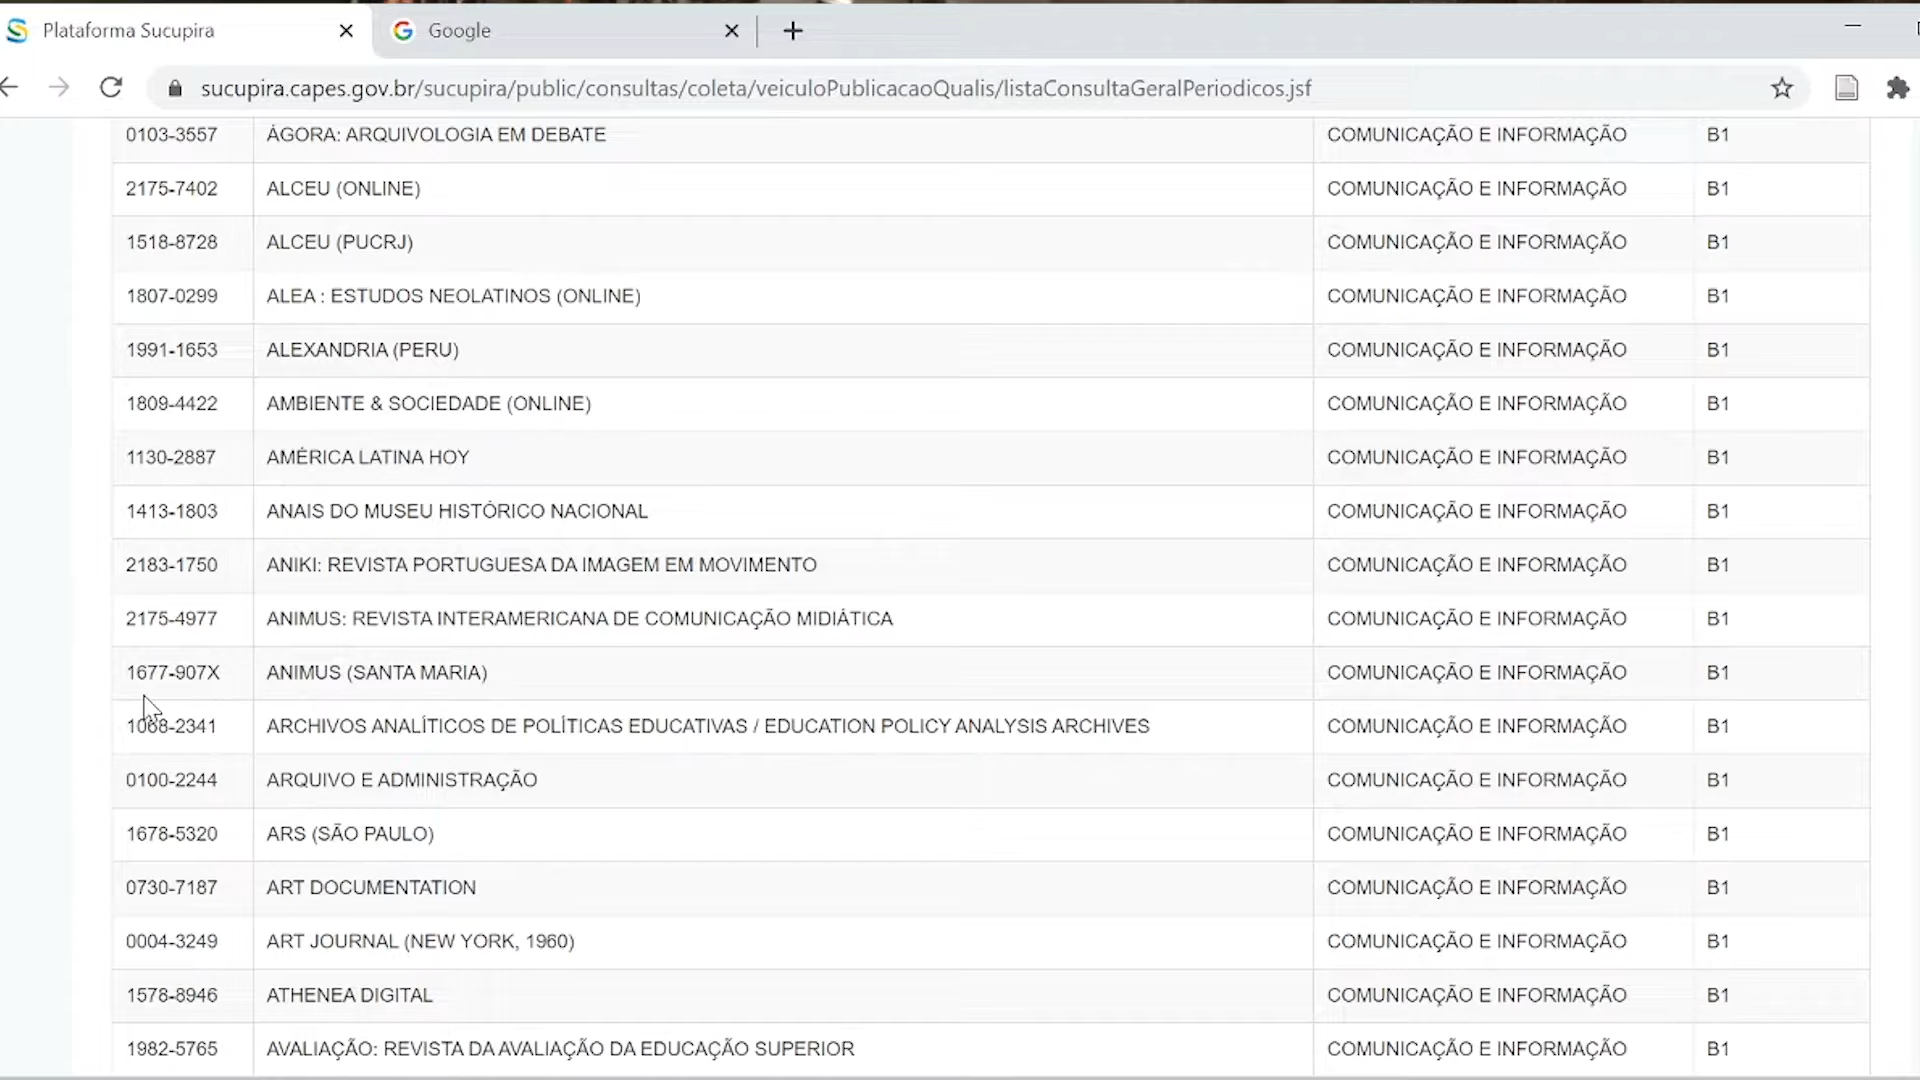 Plataforma Sucupira
Google
sucupira.capes.gov.br/sucupira/public/consultas/coleta/veiculoPublicacaoQualis/listaConsultaGeralPeriodicos.jsf
0103-3557 ÁGORA: ARQUIVOLOGIA EM DEBATE COMUNICAÇÃO E INFORMAÇÃO B1
2175-7402 ALCEU (ONLINE) COMUNICAÇÃO E INFORMAÇÃO B1
1518-8728 ALCEU (PUCRJ) COMUNICAÇÃO E INFORMAÇÃO B1
1807-0299 ALEA : ESTUDOS NEOLATINOS (ONLINE) COMUNICAÇÃO E INFORMAÇÃO B1
1991-1653 ALEXANDRIA (PERU) COMUNICAÇÃO E INFORMAÇÃO B1
1809-4422 AMBIENTE & SOCIEDADE (ONLINE) COMUNICAÇÃO E INFORMAÇÃO B1
1130-2887 AMÉRICA LATINA HOY COMUNICAÇÃO E INFORMAÇÃO B1
1413-1803 ANAIS DO MUSEU HISTÓRICO NACIONAL COMUNICAÇÃO E INFORMAÇÃO B1
2183-1750 ANIKI: REVISTA PORTUGUESA DA IMAGEM EM MOVIMENTO COMUNICAÇÃO E INFORMAÇÃO B1
2175-4977 ANIMUS: REVISTA INTERAMERICANA DE COMUNICAÇÃO MIDIÁTICA COMUNICAÇÃO E INFORMAÇÃO B1
1677-907X ANIMUS (SANTA MARIA) COMUNICAÇÃO E INFORMAÇÃO B1
1068-2341 ARCHIVOS ANALÍTICOS DE POLÍTICAS EDUCATIVAS / EDUCATION POLICY ANALYSIS ARCHIVES COMUNICAÇÃO E INFORMAÇÃO B1
0100-2244 ARQUIVO E ADMINISTRAÇÃO COMUNICAÇÃO E INFORMAÇÃO B1
1678-5320 ARS (SÃO PAULO) COMUNICAÇÃO E INFORMAÇÃO B1
0730-7187 ART DOCUMENTATION COMUNICAÇÃO E INFORMAÇÃO B1
0004-3249 ART JOURNAL (NEW YORK, 1960) COMUNICAÇÃO E INFORMAÇÃO B1
1578-8946 ATHENEA DIGITAL COMUNICAÇÃO E INFORMAÇÃO B1
1982-5765 AVALIAÇÃO: REVISTA DA AVALIAÇÃO DA EDUCAÇÃO SUPERIOR COMUNICAÇÃO E INFORMAÇÃO B1